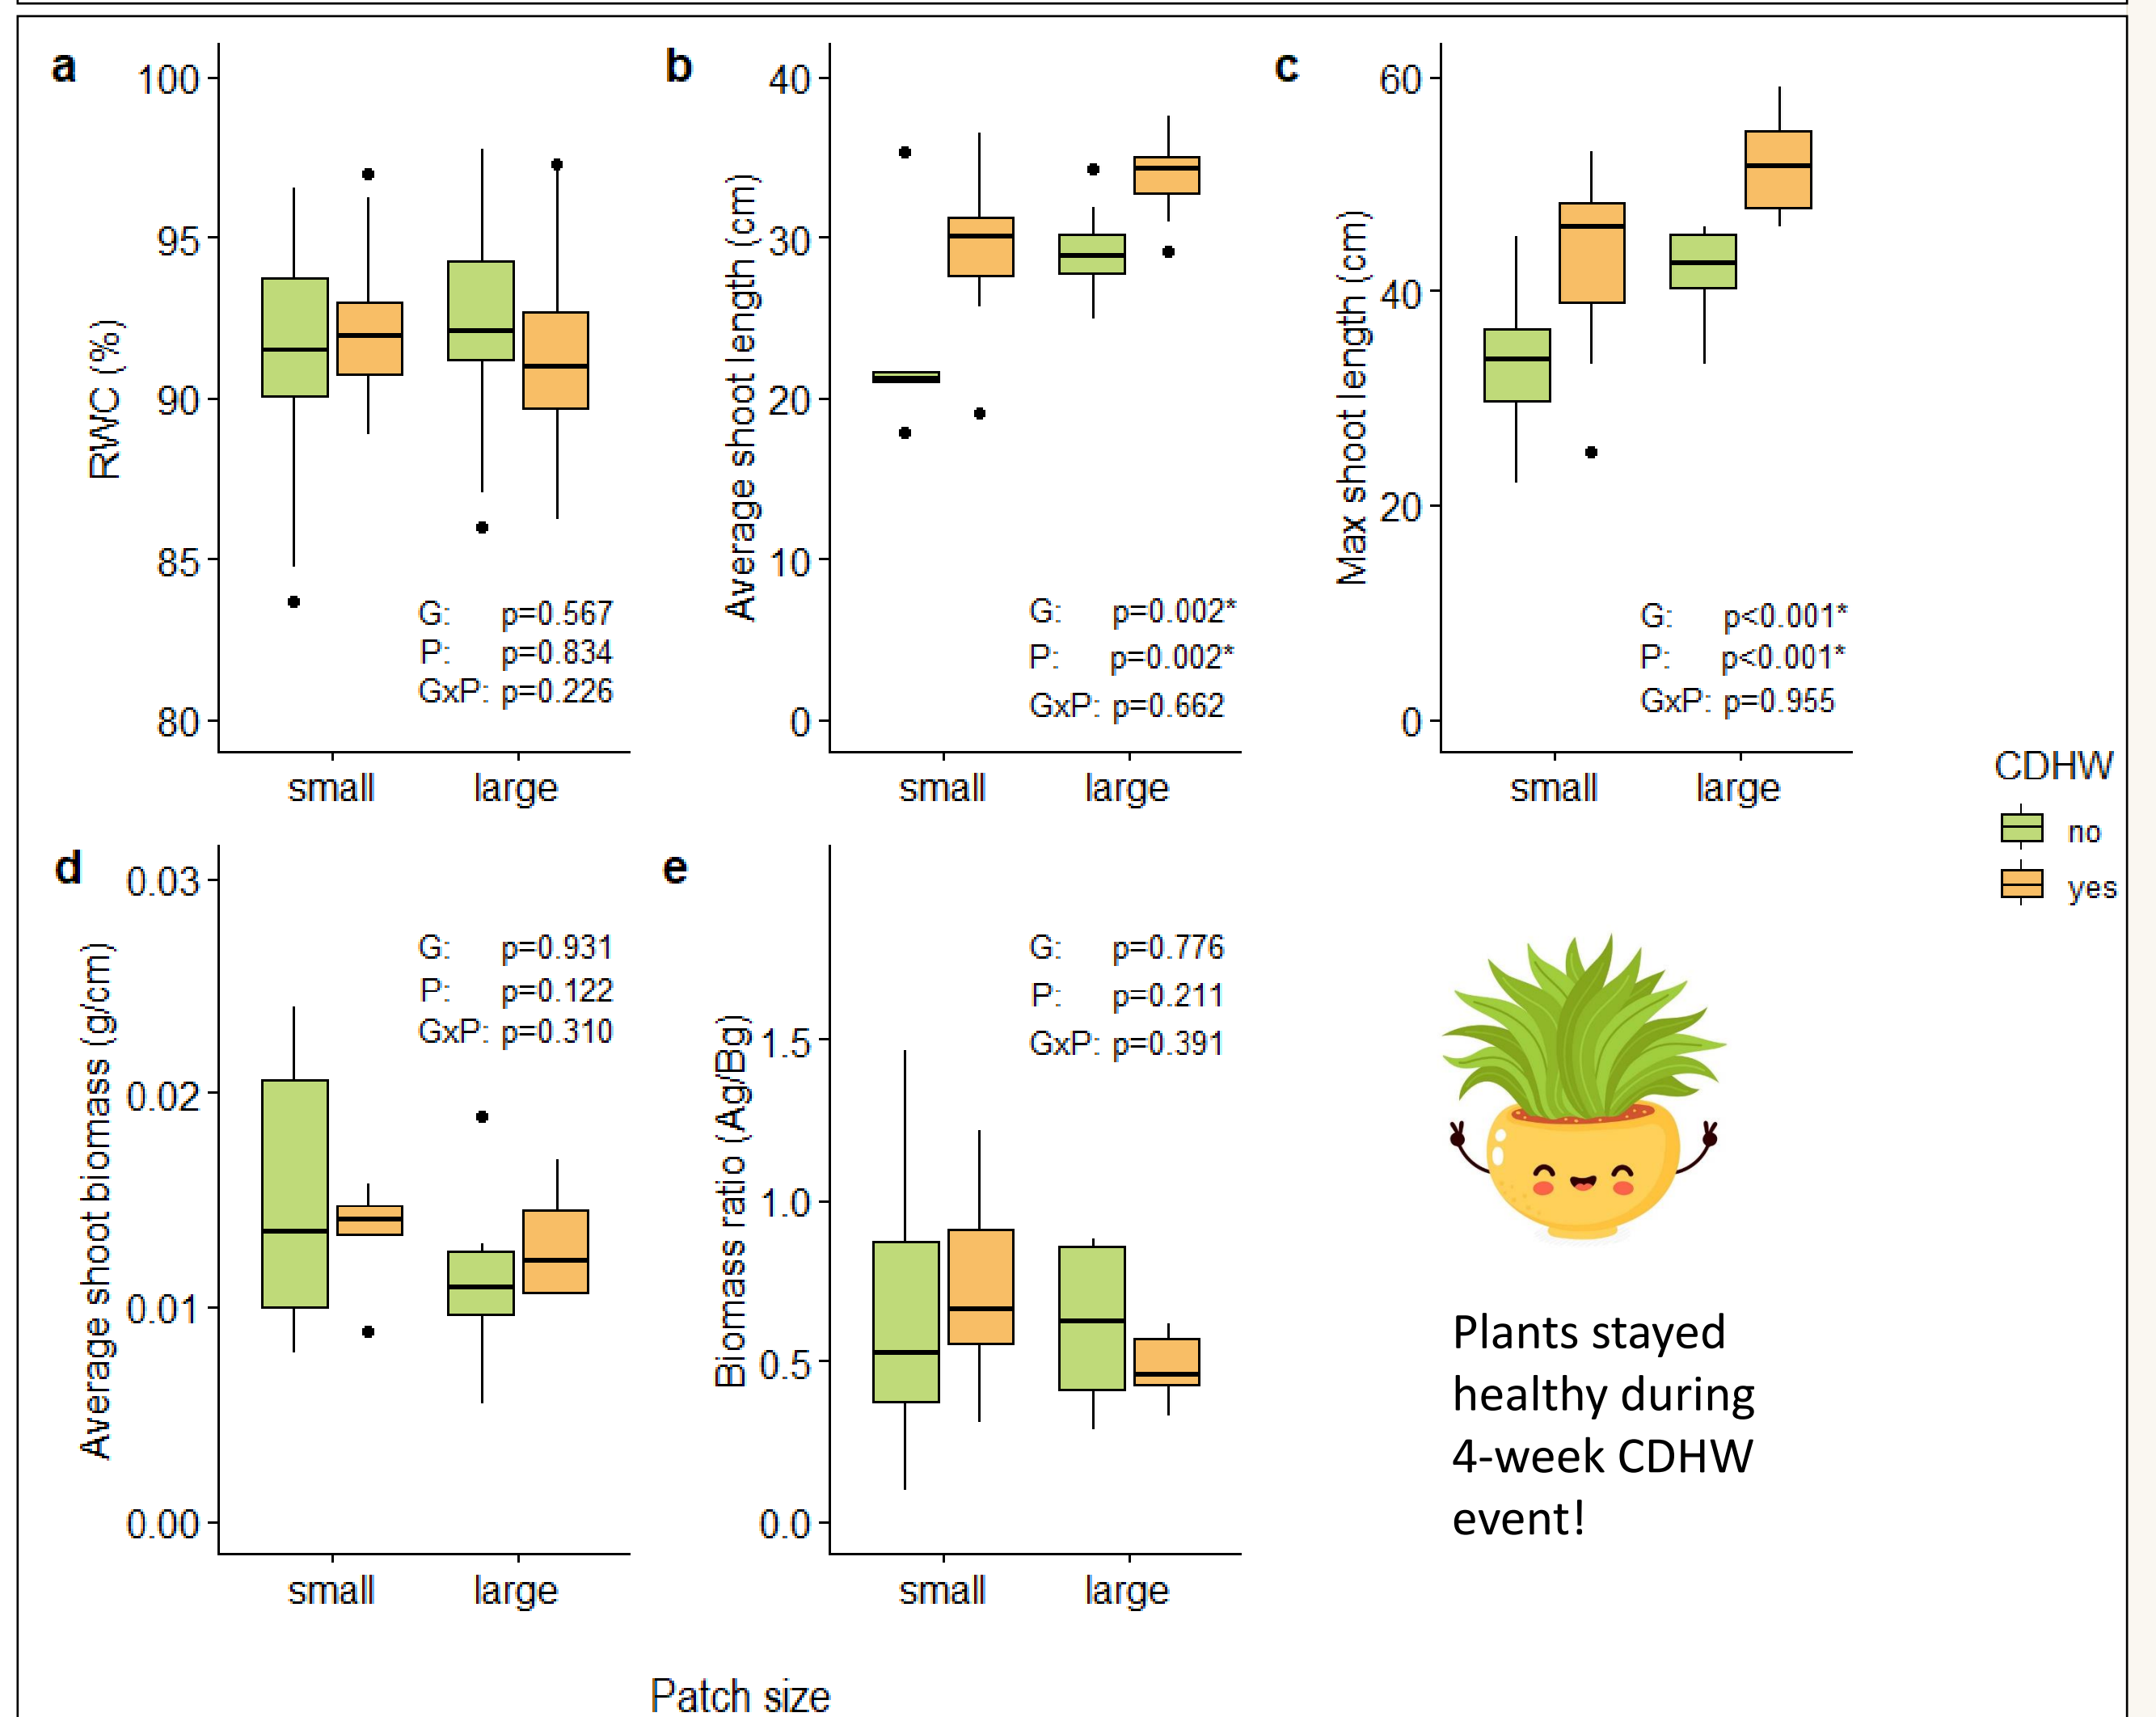 a
RWC (%)
100
95
90
85
80
G: p=0.567
P: p=0.834
GxP: p=0.226
small large
b
Average shoot length (cm)
40
30
20
10
0
G: p=0.002*
P: p=0.002*
GxP: p=0.662
small large
c
Max shoot length (cm)
60
40
20
0
G: p<0.001*
P: p<0.001*
GxP: p=0.955
small large
CDHW
no
yes
d
Average shoot biomass (g/cm)
0.03
0.02
0.01
0.00
G: p=0.931
P: p=0.122
GxP: p=0.310
small large
e
Biomass ratio (Ag/Bg)
1.5
1.0
0.5
0.0
G: p=0.776
P: p=0.211
GxP: p=0.391
small large
Plants stayed
healthy during
4-week CDHW
event!
Patch size